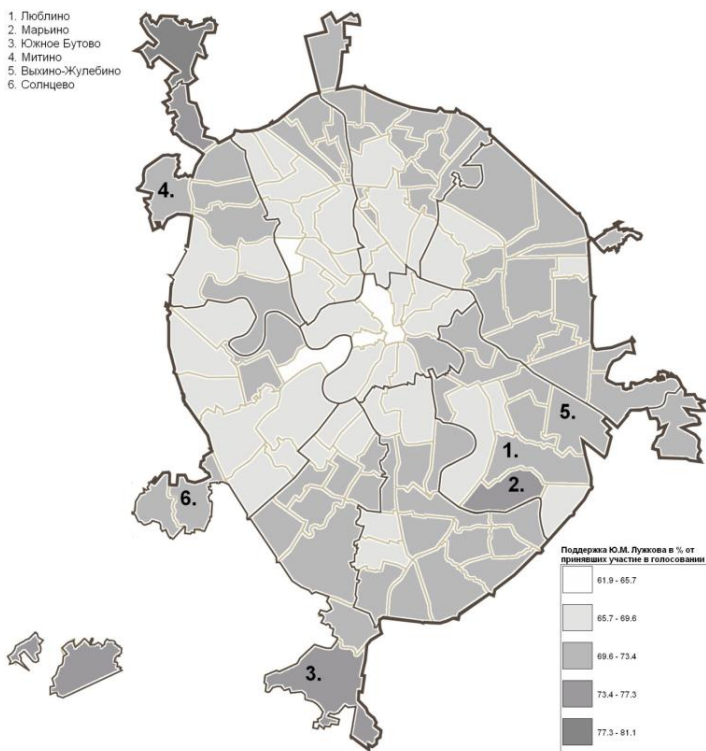 1. Люблино
2. Марьино
3. Южное Бутово
4. Митино
5. Выхино-Жулебино
6. Солнцево
4.
5.
1.
2.
6.
3.
Поддержка Ю.М. Лужкова в % от
принявших участие в голосовании
61.9 - 65.7
65.7 - 69.6
69.6 - 73.4
73.4 - 77.3
77.3 - 81.1